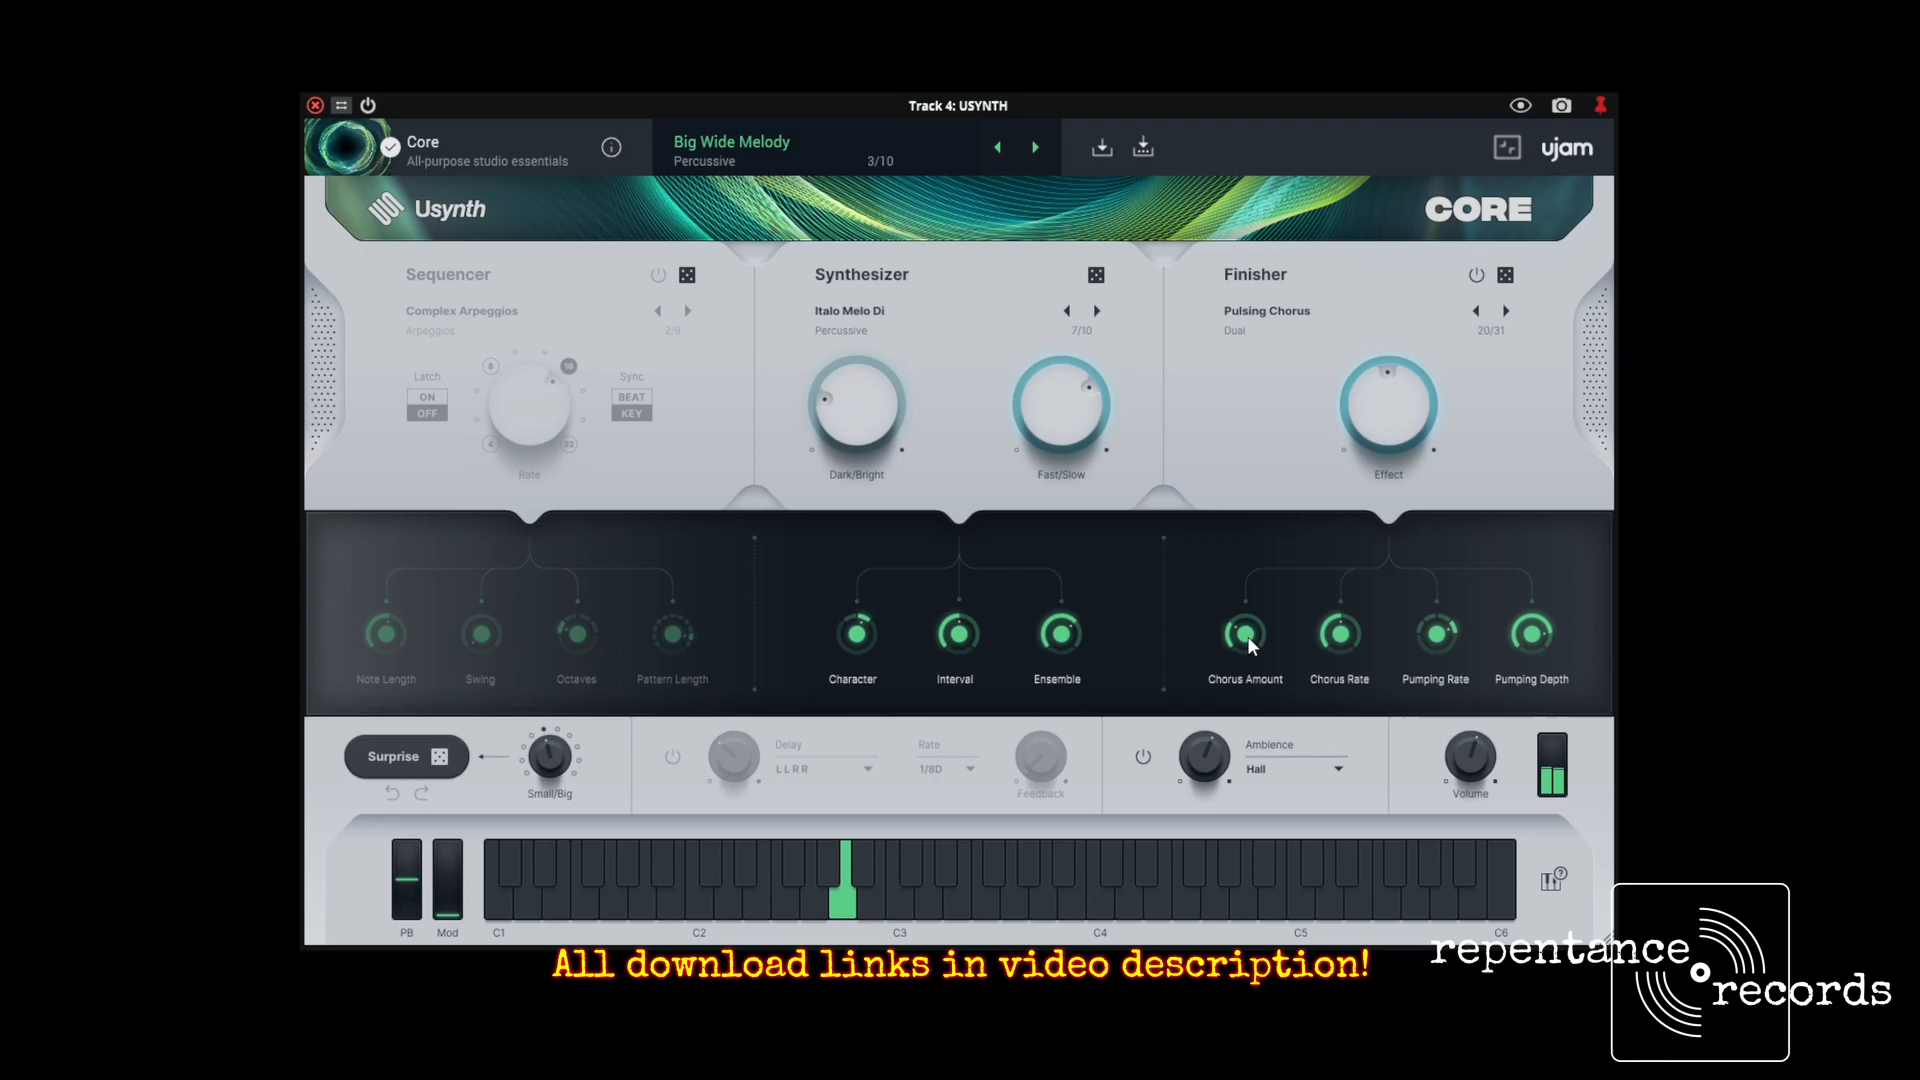 Track 4: USYNTH
Core
All-purpose studio essentials
Big Wide Melody
Percussive 3/10
ujam
Usynth
CORE
Sequencer
Complex Arpeggios
Arpeggios 2/9
Latch
ON
OFF
8
16
4
32
Sync
BEAT
KEY
Rate
Synthesizer
Italo Melo Di
Percussive 7/10
Dark/Bright
Fast/Slow
Finisher
Pulsing Chorus
Dual 20/31
Effect
Note Length
Swing
Octaves
Pattern Length
Character
Interval
Ensemble
Chorus Amount
Chorus Rate
Pumping Rate
Pumping Depth
Surprise
Small/Big
Delay
L L R R
Rate
1/8D
Feedback
Ambience
Hall
Volume
PB
Mod
C1
C2
C3
C4
C5
C6
All download links in video description!
repentance
records